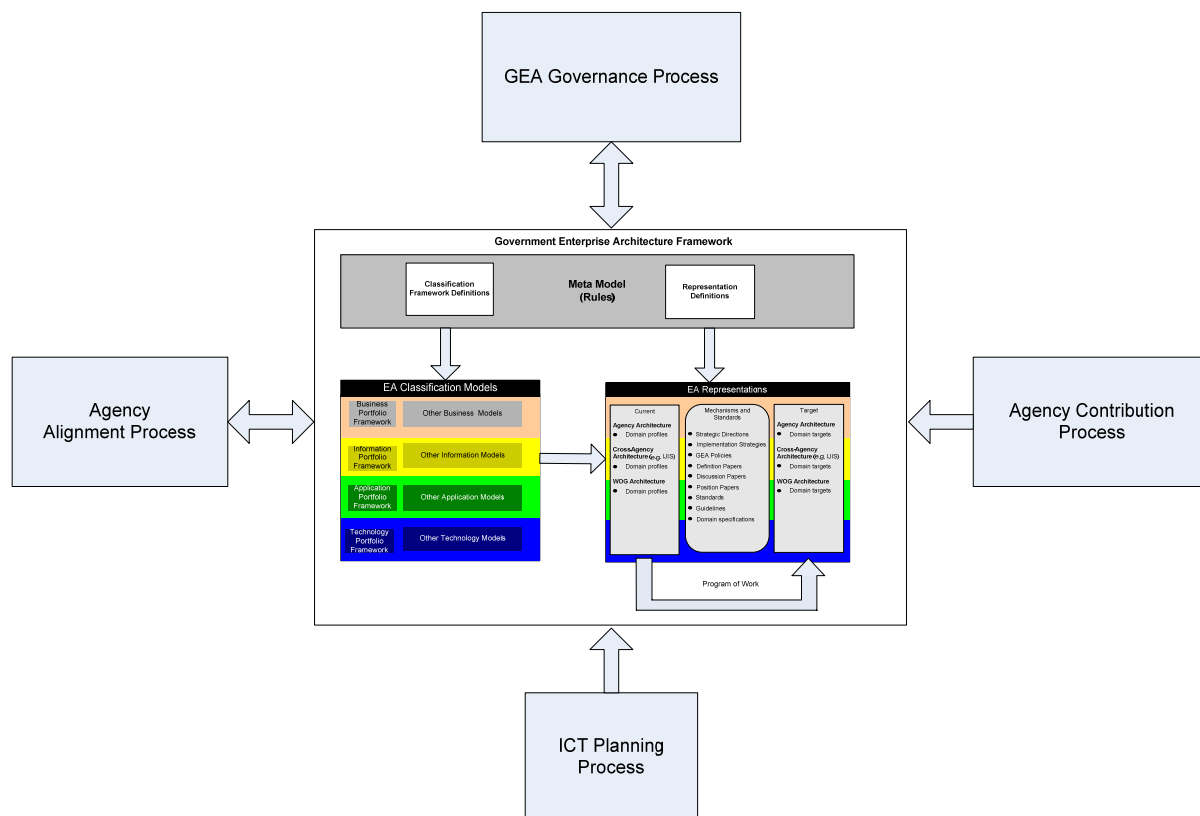 GEA Governance Process
Government Enterprise Architecture Framework
Classification
Framework Definitions
Meta Model
(Rules)
Representation
Definitions
Agency
Alignment Process
EA Classification Models
Business
Portfolio
Framework
Other Business Models
Information
Portfolio
Framework
Other Information Models
Application
Portfolio
Framework
Other Application Models
Technology
Portfolio
Framework
Other Technology Models
EA Representations
Current
Agency Architecture
● Domain profiles
Cross-Agency
Architecture (e.g. IJIS)
● Domain profiles
WOG Architecture
● Domain profiles
Mechanisms and
Standards
● Strategic Directions
● Implementation Strategies
● GEA Policies
● Definition Papers
● Discussion Papers
● Position Papers
● Standards
● Guidelines
● Domain specifications
Target
Agency Architecture
● Domain targets
Cross-Agency
Architecture (e.g. IJIS)
● Domain targets
WOG Architecture
● Domain targets
Program of Work
Agency Contribution
Process
ICT Planning
Process